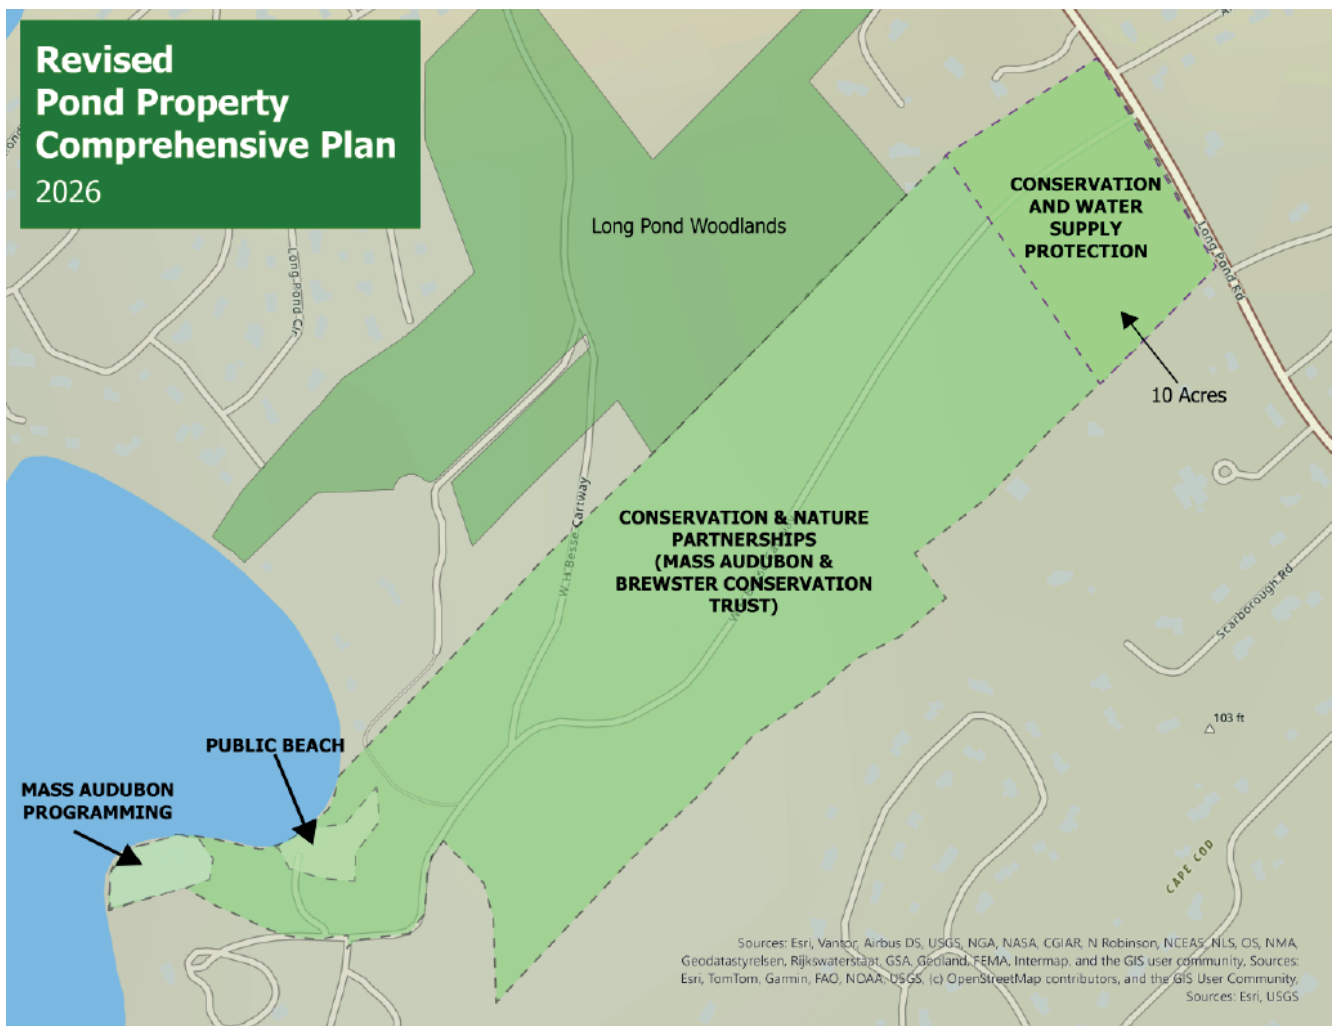 Revised
Pond Property
Comprehensive Plan
2026
Long Pond Woodlands
CONSERVATION
AND WATER
SUPPLY
PROTECTION
Long Pond Rd
10 Acres
Long Pond Cir
W H Besse Cartway
CONSERVATION & NATURE
PARTNERSHIPS
(MASS AUDUBON &
BREWSTER CONSERVATION
TRUST)
Scarborough Rd
103 ft
PUBLIC BEACH
MASS AUDUBON
PROGRAMMING
CAPE COD
Sources: Esri, Vantor, Airbus DS, USGS, NGA, NASA, CGIAR, N Robinson, NCEAS, NLS, OS, NMA,
Geodatastyrelsen, Rijkswaterstaat, GSA, Geoland, FEMA, Intermap, and the GIS user community, Sources:
Esri, TomTom, Garmin, FAO, NOAA, USGS, (c) OpenStreetMap contributors, and the GIS User Community,
Sources: Esri, USGS